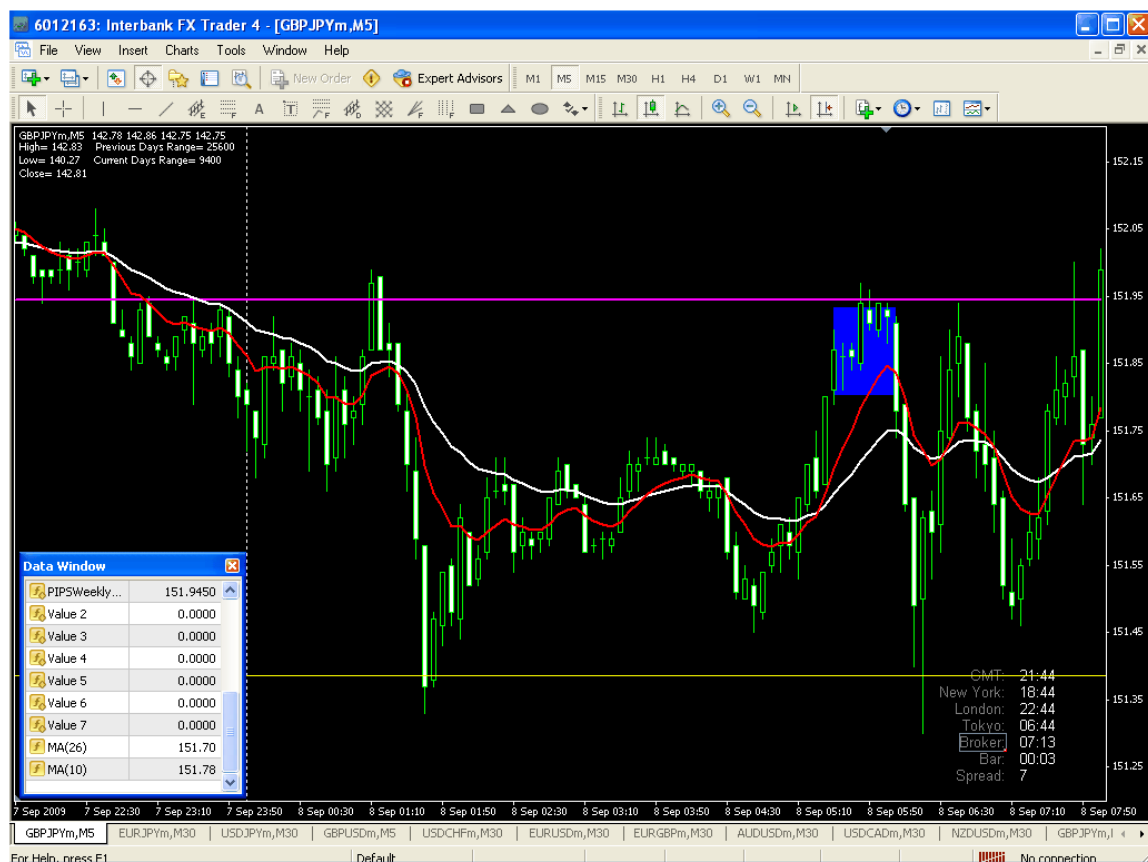 6012163: Interbank FX Trader 4 - [GBPJPYm,M5]
File View Insert Charts Tools Window Help
New Order Expert Advisors M1 M5 M15 M30 H1 H4 D1 W1 MN
GBPJPYm,M5 142.78 142.86 142.75 142.75
High= 142.83 Previous Days Range= 25600
Low= 140.27 Current Days Range= 9400
Close= 142.81
152.15
152.05
151.95
151.85
151.75
151.65
151.55
151.45
151.35
151.25
Data Window
PIPSWeekly... 151.9450
Value 2 0.0000
Value 3 0.0000
Value 4 0.0000
Value 5 0.0000
Value 6 0.0000
Value 7 0.0000
MA(26) 151.70
MA(10) 151.78
GMT: 21:44
New York: 18:44
London: 22:44
Tokyo: 06:44
Broker: 07:13
Bar: 00:03
Spread: 7
7 Sep 2009 7 Sep 22:30 7 Sep 23:10 7 Sep 23:50 8 Sep 00:30 8 Sep 01:10 8 Sep 01:50 8 Sep 02:30 8 Sep 03:10 8 Sep 03:50 8 Sep 04:30 8 Sep 05:10 8 Sep 05:50 8 Sep 06:30 8 Sep 07:10 8 Sep 07:50
GBPJPYm,M5 EURJPYm,M30 USDJPYm,M30 GBPUSDm,M5 USDCHFm,M30 EURUSDm,M30 EURGBPm,M30 AUDUSDm,M30 USDCADm,M30 NZDUSDm,M30 GBPJPYm,
For Help, press F1 Default No connection